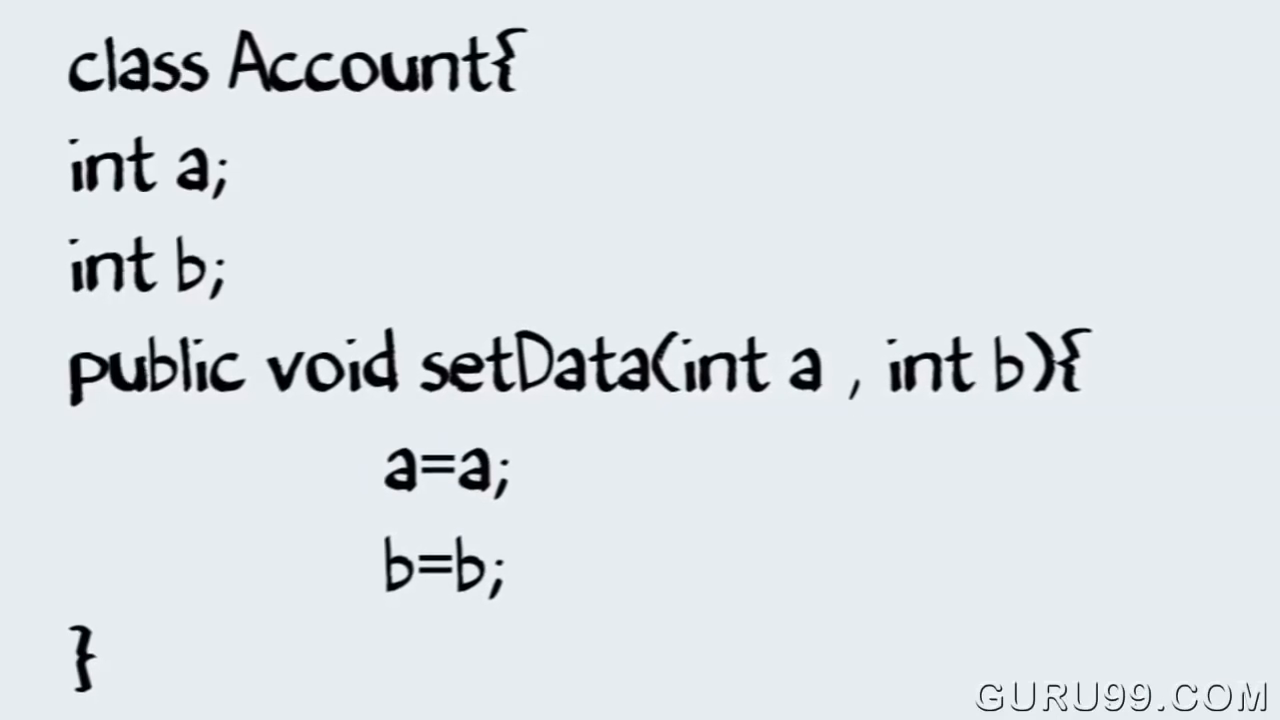 class Account{
int a;
int b;
public void setData(int a , int b){
a=a;
b=b;
}
GURU99.COM